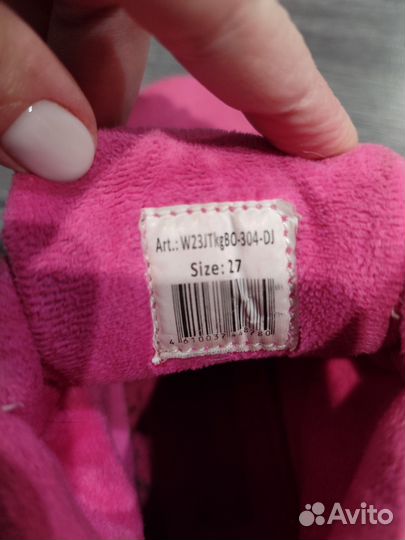 Art.: W23JTkgBO-304-DJ
Size: 27
Avito